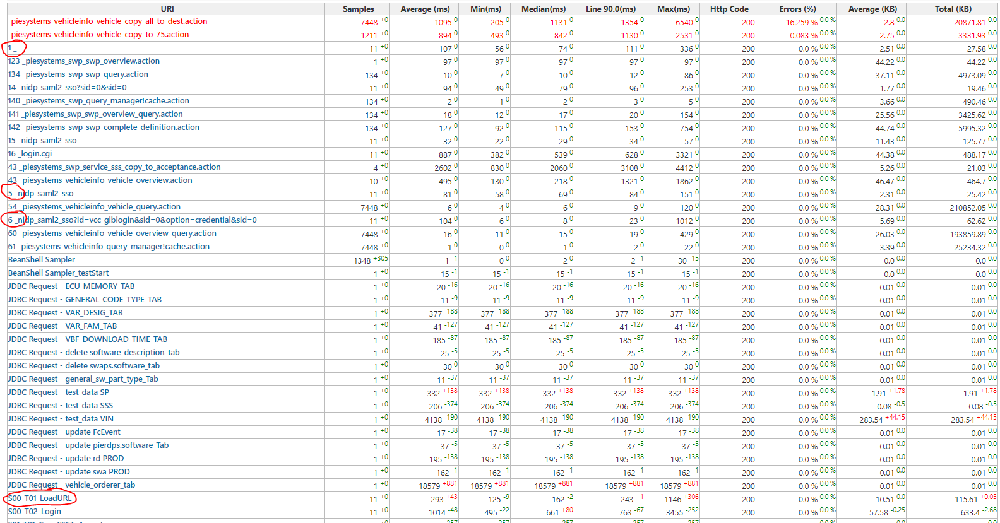 URI Samples Average (ms) Min(ms) Median(ms) Line 90.0(ms) Max(ms) Http Code Errors (%) Average (KB) Total (KB)
_piesystems_vehicleinfo_vehicle_copy_all_to_dest.action 7448 +0 1095 0 205 0 1131 0 1354 0 6540 0 200 16.259 % 0.0 % 2.8 0.0 20871.81 0.0
_piesystems_vehicleinfo_vehicle_copy_to_75.action 1211 +0 894 0 493 0 842 0 1130 0 2531 0 200 0.083 % 0.0 % 2.75 0.0 3331.93 0.0
1 _ 11 +0 107 0 56 0 74 0 111 0 336 0 200 0.0 % 0.0 % 2.51 0.0 27.58 0.0
123 _piesystems_swp_swp_overview.action 1 +0 97 0 97 0 97 0 97 0 97 0 200 0.0 % 0.0 % 44.22 0.0 44.22 0.0
134 _piesystems_swp_swp_query.action 134 +0 10 0 7 0 10 0 12 0 86 0 200 0.0 % 0.0 % 37.11 0.0 4973.09 0.0
14 _nidp_saml2_sso?sid=0&sid=0 11 +0 94 0 49 0 79 0 96 0 253 0 200 0.0 % 0.0 % 1.77 0.0 19.46 0.0
140 _piesystems_swp_query_manager!cache.action 134 +0 2 0 1 0 2 0 3 0 5 0 200 0.0 % 0.0 % 3.66 0.0 490.46 0.0
141 _piesystems_swp_swp_overview_query.action 134 +0 18 0 12 0 17 0 20 0 154 0 200 0.0 % 0.0 % 25.56 0.0 3425.62 0.0
142 _piesystems_swp_swp_complete_definition.action 134 +0 127 0 92 0 115 0 153 0 754 0 200 0.0 % 0.0 % 44.74 0.0 5995.32 0.0
15 _nidp_saml2_sso 11 +0 32 0 22 0 29 0 34 0 57 0 200 0.0 % 0.0 % 11.43 0.0 125.77 0.0
16 _login.cgi 11 +0 887 0 382 0 539 0 628 0 3321 0 200 0.0 % 0.0 % 44.38 0.0 488.17 0.0
43 _piesystems_swp_service_sss_copy_to_acceptance.action 4 +0 2602 0 830 0 2060 0 3108 0 4412 0 200 0.0 % 0.0 % 5.26 0.0 21.03 0.0
43 _piesystems_vehicleinfo_vehicle_overview.action 10 +0 495 0 130 0 218 0 1321 0 1862 0 200 0.0 % 0.0 % 46.47 0.0 464.7 0.0
5 _nidp_saml2_sso 11 +0 81 0 58 0 69 0 84 0 151 0 200 0.0 % 0.0 % 2.31 0.0 25.42 0.0
54 _piesystems_vehicleinfo_vehicle_query.action 7448 +0 6 0 4 0 6 0 9 0 120 0 200 0.0 % 0.0 % 28.31 0.0 210852.05 0.0
6 _nidp_saml2_sso?id=vcc-glblogin&sid=0&option=credential&sid=0 11 +0 104 0 6 0 8 0 23 0 1012 0 200 0.0 % 0.0 % 5.69 0.0 62.62 0.0
60 _piesystems_vehicleinfo_vehicle_overview_query.action 7448 +0 16 0 11 0 15 0 19 0 429 0 200 0.0 % 0.0 % 26.03 0.0 193859.89 0.0
61 _piesystems_vehicleinfo_query_manager!cache.action 7448 +0 1 0 0 0 1 0 2 0 22 0 200 0.0 % 0.0 % 3.39 0.0 25234.32 0.0
BeanShell Sampler 1348 +305 1 -1 0 0 2 0 2 -1 30 -15 200 0.0 % 0.0 % 0.0 0.0 0.0 0.0
BeanShell Sampler_testStart 1 +0 15 -1 15 -1 15 -1 15 -1 15 -1 200 0.0 % 0.0 % 0.0 0.0 0.0 0.0
JDBC Request - ECU_MEMORY_TAB 1 +0 20 -16 20 -16 20 -16 20 -16 20 -16 200 0.0 % 0.0 % 0.01 0.0 0.01 0.0
JDBC Request - GENERAL_CODE_TYPE_TAB 1 +0 11 -9 11 -9 11 -9 11 -9 11 -9 200 0.0 % 0.0 % 0.01 0.0 0.01 0.0
JDBC Request - VAR_DESIG_TAB 1 +0 377 -188 377 -188 377 -188 377 -188 377 -188 200 0.0 % 0.0 % 0.01 0.0 0.01 0.0
JDBC Request - VAR_FAM_TAB 1 +0 41 -127 41 -127 41 -127 41 -127 41 -127 200 0.0 % 0.0 % 0.01 0.0 0.01 0.0
JDBC Request - VBF_DOWNLOAD_TIME_TAB 1 +0 185 -87 185 -87 185 -87 185 -87 185 -87 200 0.0 % 0.0 % 0.01 0.0 0.01 0.0
JDBC Request - delete software_description_tab 1 +0 25 -5 25 -5 25 -5 25 -5 25 -5 200 0.0 % 0.0 % 0.01 0.0 0.01 0.0
JDBC Request - delete swaps.software_tab 1 +0 30 0 30 0 30 0 30 0 30 0 200 0.0 % 0.0 % 0.01 0.0 0.01 0.0
JDBC Request - general_sw_part_type_Tab 1 +0 11 -37 11 -37 11 -37 11 -37 11 -37 200 0.0 % 0.0 % 0.01 0.0 0.01 0.0
JDBC Request - test_data SP 1 +0 332 +138 332 +138 332 +138 332 +138 332 +138 200 0.0 % 0.0 % 1.91 +1.78 1.91 +1.78
JDBC Request - test_data SSS 1 +0 206 -374 206 -374 206 -374 206 -374 206 -374 200 0.0 % 0.0 % 0.08 -0.5 0.08 -0.5
JDBC Request - test_data VIN 1 +0 4138 -190 4138 -190 4138 -190 4138 -190 4138 -190 200 0.0 % 0.0 % 283.54 +44.15 283.54 +44.15
JDBC Request - update FcEvent 1 +0 17 -38 17 -38 17 -38 17 -38 17 -38 200 0.0 % 0.0 % 0.01 0.0 0.01 0.0
JDBC Request - update pierdps.software_Tab 1 +0 37 -5 37 -5 37 -5 37 -5 37 -5 200 0.0 % 0.0 % 0.01 0.0 0.01 0.0
JDBC Request - update rd PROD 1 +0 195 -138 195 -138 195 -138 195 -138 195 -138 200 0.0 % 0.0 % 0.01 0.0 0.01 0.0
JDBC Request - update swa PROD 1 +0 162 -1 162 -1 162 -1 162 -1 162 -1 200 0.0 % 0.0 % 0.01 0.0 0.01 0.0
JDBC Request - vehicle_orderer_tab 1 +0 18579 +881 18579 +881 18579 +881 18579 +881 18579 +881 200 0.0 % 0.0 % 0.01 0.0 0.01 0.0
S00_T01_LoadURL 11 +0 293 +43 125 -9 162 -2 243 +1 1146 +306 200 0.0 % 0.0 % 10.51 0.0 115.61 +0.05
S00_T02_Login 11 +0 1014 -48 495 -22 661 +80 763 -67 3455 -252 200 0.0 % 0.0 % 57.58 -0.25 633.4 -2.68